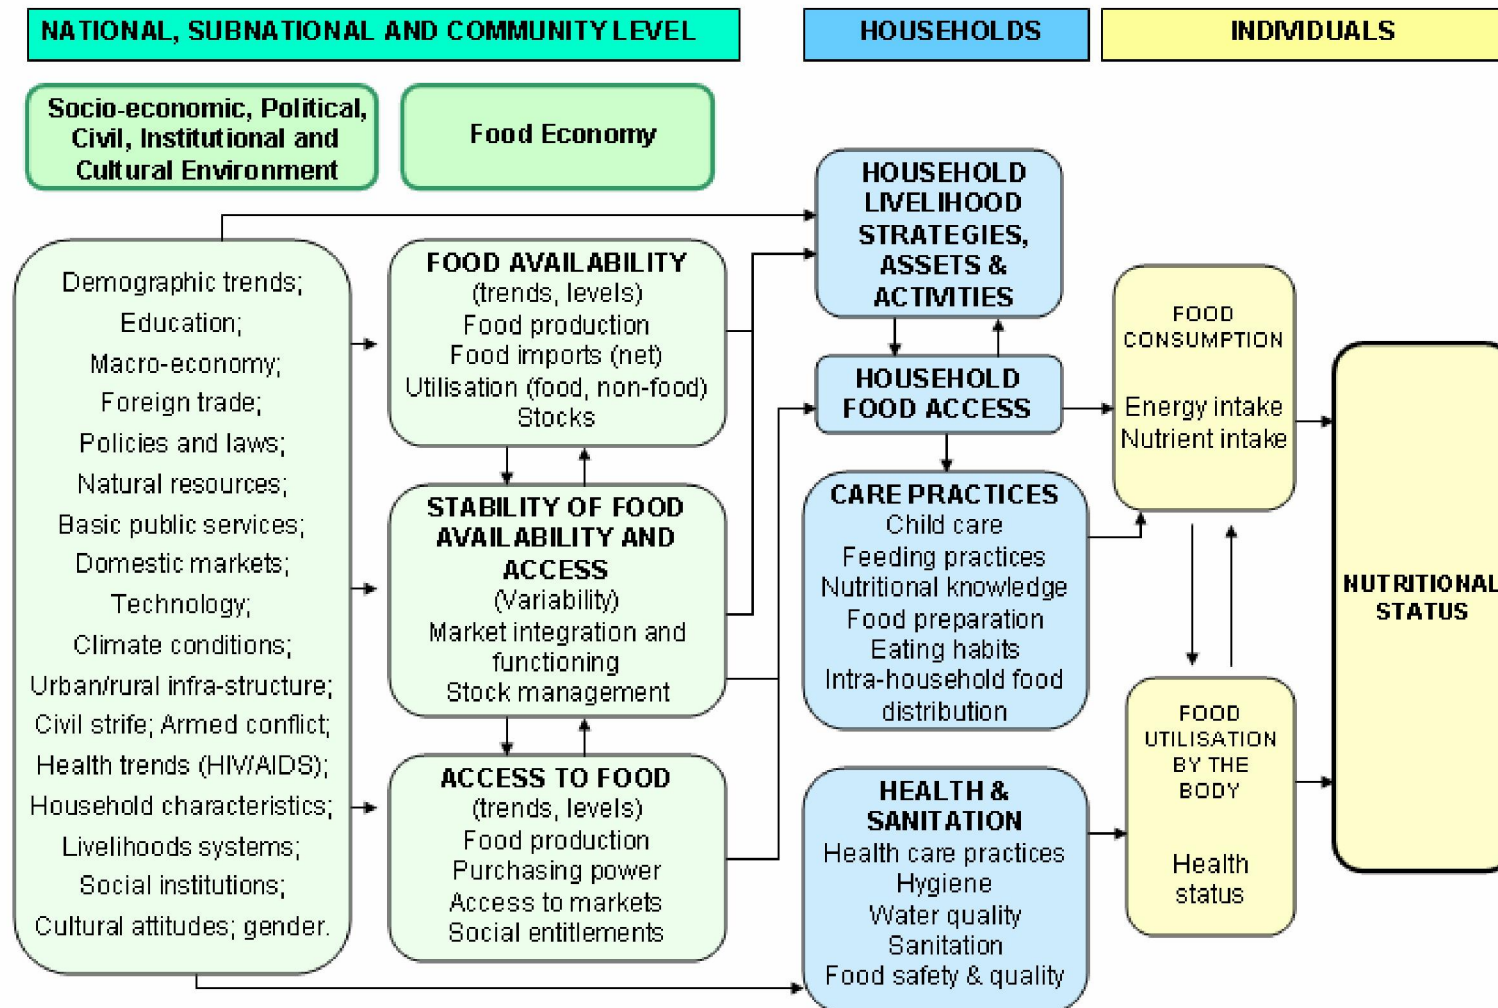 NATIONAL, SUBNATIONAL AND COMMUNITY LEVEL
HOUSEHOLDS
INDIVIDUALS
Socio-economic, Political,
Civil, Institutional and
Cultural Environment
Food Economy
Demographic trends;
Education;
Macro-economy;
Foreign trade;
Policies and laws;
Natural resources;
Basic public services;
Domestic markets;
Technology;
Climate conditions;
Urban/rural infra-structure;
Civil strife; Armed conflict;
Health trends (HIV/AIDS);
Household characteristics;
Livelihoods systems;
Social institutions;
Cultural attitudes; gender.
FOOD AVAILABILITY
(trends, levels)
Food production
Food imports (net)
Utilisation (food, non-food)
Stocks
STABILITY OF FOOD
AVAILABILITY AND
ACCESS
(Variability)
Market integration and
functioning
Stock management
ACCESS TO FOOD
(trends, levels)
Food production
Purchasing power
Access to markets
Social entitlements
HOUSEHOLD
LIVELIHOOD
STRATEGIES,
ASSETS &
ACTIVITIES
HOUSEHOLD
FOOD ACCESS
CARE PRACTICES
Child care
Feeding practices
Nutritional knowledge
Food preparation
Eating habits
Intra-household food
distribution
HEALTH &
SANITATION
Health care practices
Hygiene
Water quality
Sanitation
Food safety & quality
FOOD
CONSUMPTION
Energy intake
Nutrient intake
FOOD
UTILISATION
BY THE
BODY
Health
status
NUTRITIONAL
STATUS